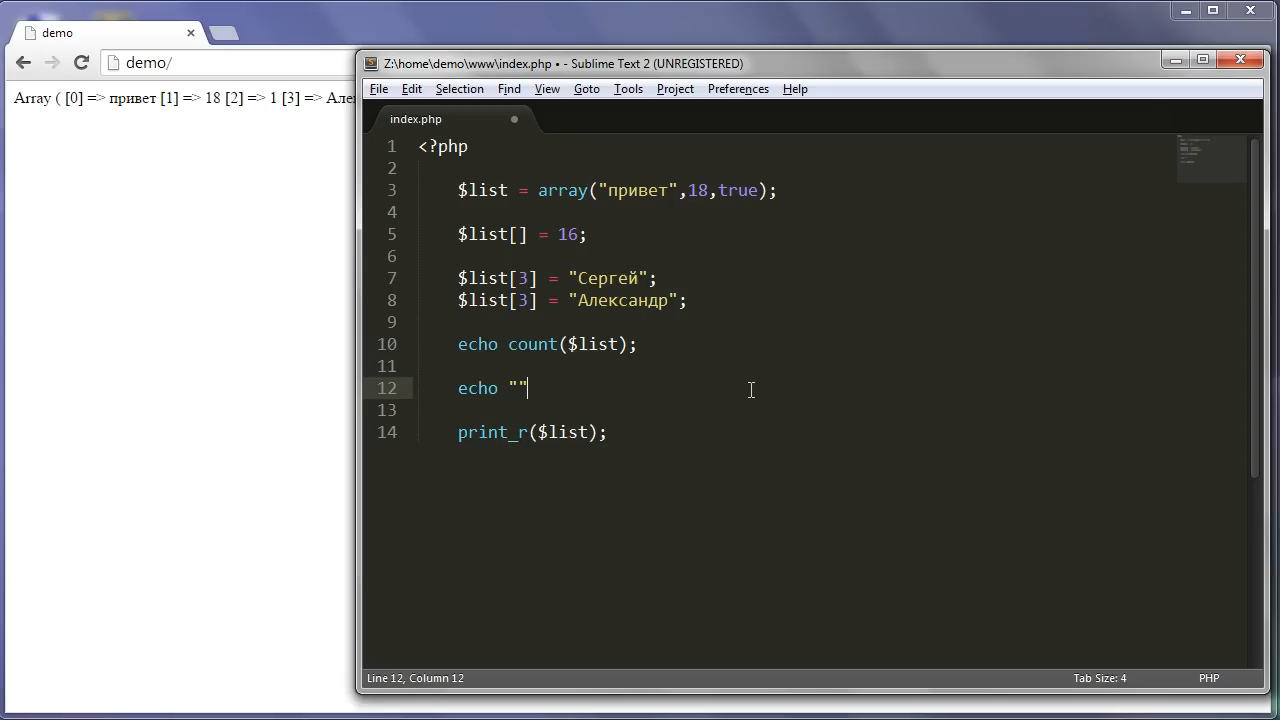 demo
demo/
Array ( [0] => привет [1] => 18 [2] => 1 [3] => Але
Z:\home\demo\www\index.php • - Sublime Text 2 (UNREGISTERED)
File Edit Selection Find View Goto Tools Project Preferences Help
index.php
1 <?php
2
3 $list = array("привет",18,true);
4
5 $list[] = 16;
6
7 $list[3] = "Сергей";
8 $list[3] = "Александр";
9
10 echo count($list);
11
12 echo ""
13
14 print_r($list);
Line 12, Column 12 Tab Size: 4 PHP